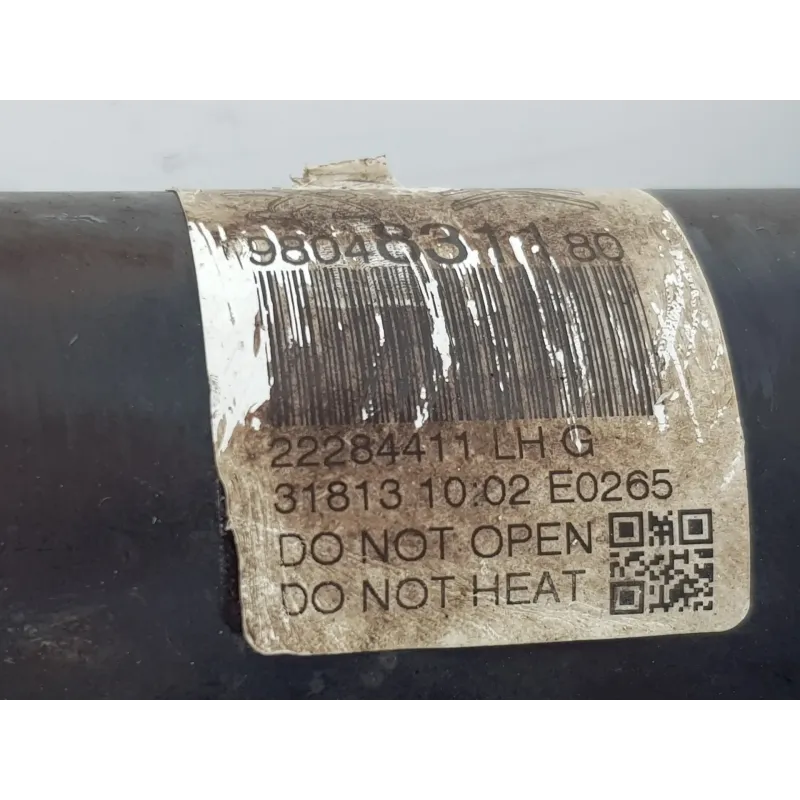 9804831180
22284411 LH G
31813 10:02 E0265
DO NOT OPEN
DO NOT HEAT